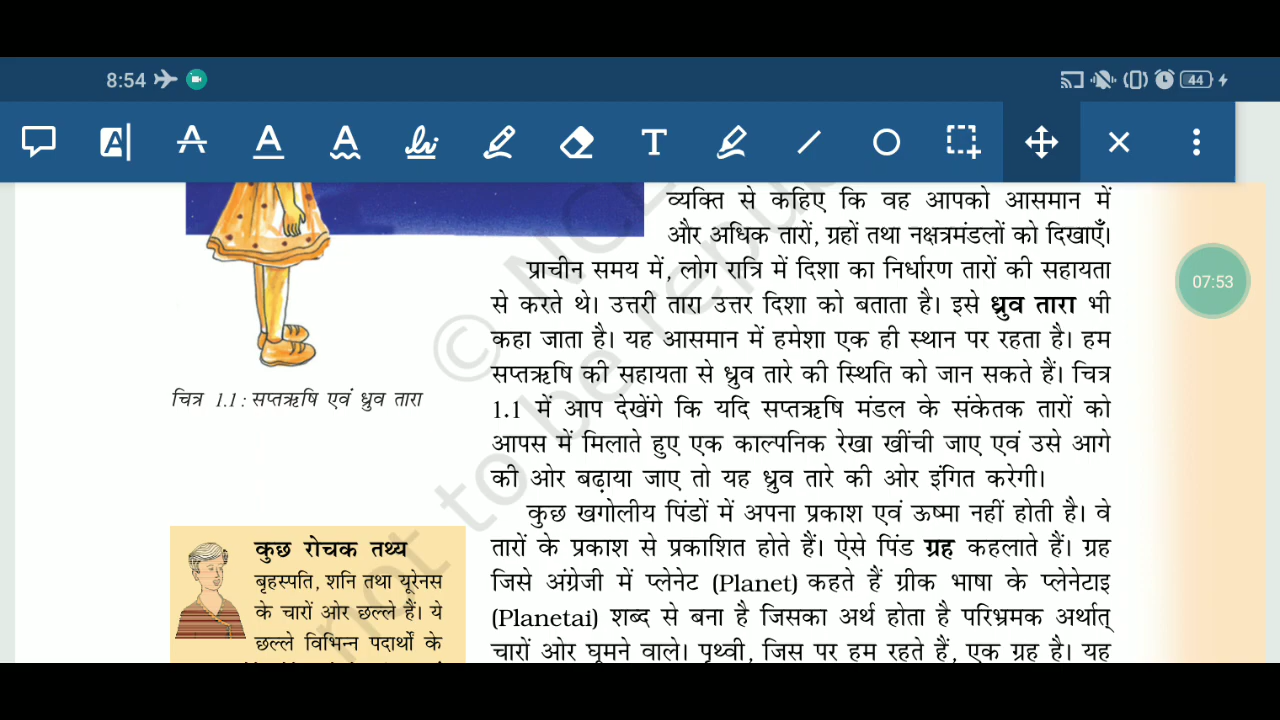 8:54
44
A
A
A
A
T
07:53
व्यक्ति से कहिए कि वह आपको आसमान में
और अधिक तारों, ग्रहों तथा नक्षत्रमंडलों को दिखाएँ।
प्राचीन समय में, लोग रात्रि में दिशा का निर्धारण तारों की सहायता
से करते थे। उत्तरी तारा उत्तर दिशा को बताता है। इसे ध्रुव तारा भी
कहा जाता है। यह आसमान में हमेशा एक ही स्थान पर रहता है। हम
सप्तऋषि की सहायता से ध्रुव तारे की स्थिति को जान सकते हैं। चित्र
1.1 में आप देखेंगे कि यदि सप्तऋषि मंडल के संकेतक तारों को
आपस में मिलाते हुए एक काल्पनिक रेखा खींची जाए एवं उसे आगे
की ओर बढ़ाया जाए तो यह ध्रुव तारे की ओर इंगित करेगी।
कुछ खगोलीय पिंडों में अपना प्रकाश एवं ऊष्मा नहीं होती है। वे
तारों के प्रकाश से प्रकाशित होते हैं। ऐसे पिंड ग्रह कहलाते हैं। ग्रह
जिसे अंग्रेजी में प्लेनेट (Planet) कहते हैं ग्रीक भाषा के प्लेनेटाइ
(Planetai) शब्द से बना है जिसका अर्थ होता है परिभ्रमक अर्थात्
चारों ओर घूमने वाले। पृथ्वी, जिस पर हम रहते हैं, एक ग्रह है। यह
चित्र 1.1 : सप्तऋषि एवं ध्रुव तारा
कुछ रोचक तथ्य
बृहस्पति, शनि तथा यूरेनस
के चारों ओर छल्ले हैं। ये
छल्ले विभिन्न पदार्थों के
not to be repu